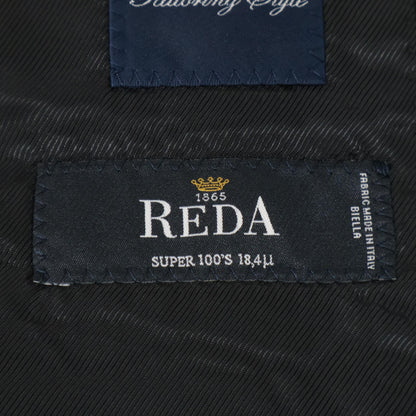 Tailoring Style
1865
REDA
SUPER 100'S 18,4µ
FABRIC MADE IN ITALY
BIELLA